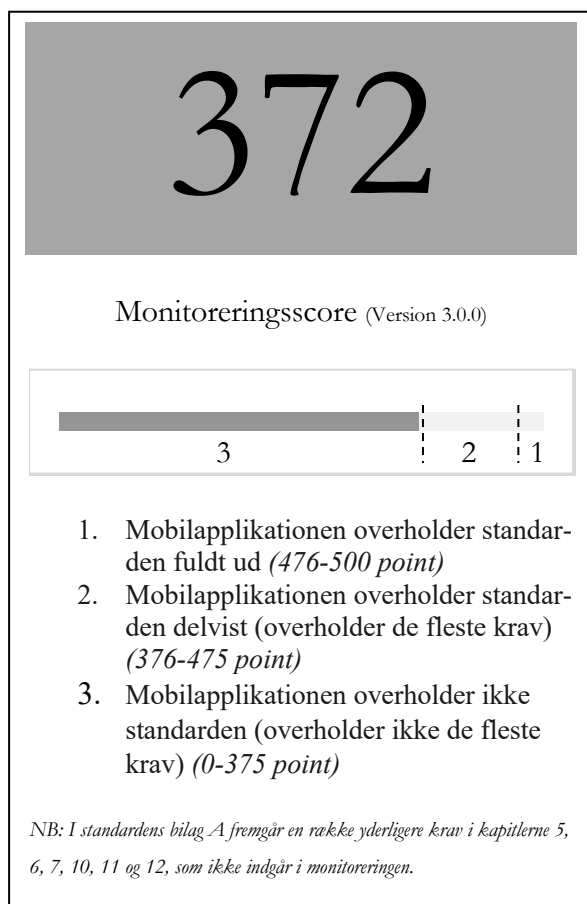 372
Monitoreringsscore (Version 3.0.0)
3 2 1
1. Mobilapplikationen overholder standar-
den fuldt ud (476-500 point)
2. Mobilapplikationen overholder standar-
den delvist (overholder de fleste krav)
(376-475 point)
3. Mobilapplikationen overholder ikke
standarden (overholder ikke de fleste
krav) (0-375 point)
NB: I standardens bilag A fremgår en række yderligere krav i kapitlerne 5,
6, 7, 10, 11 og 12, som ikke indgår i monitoreringen.